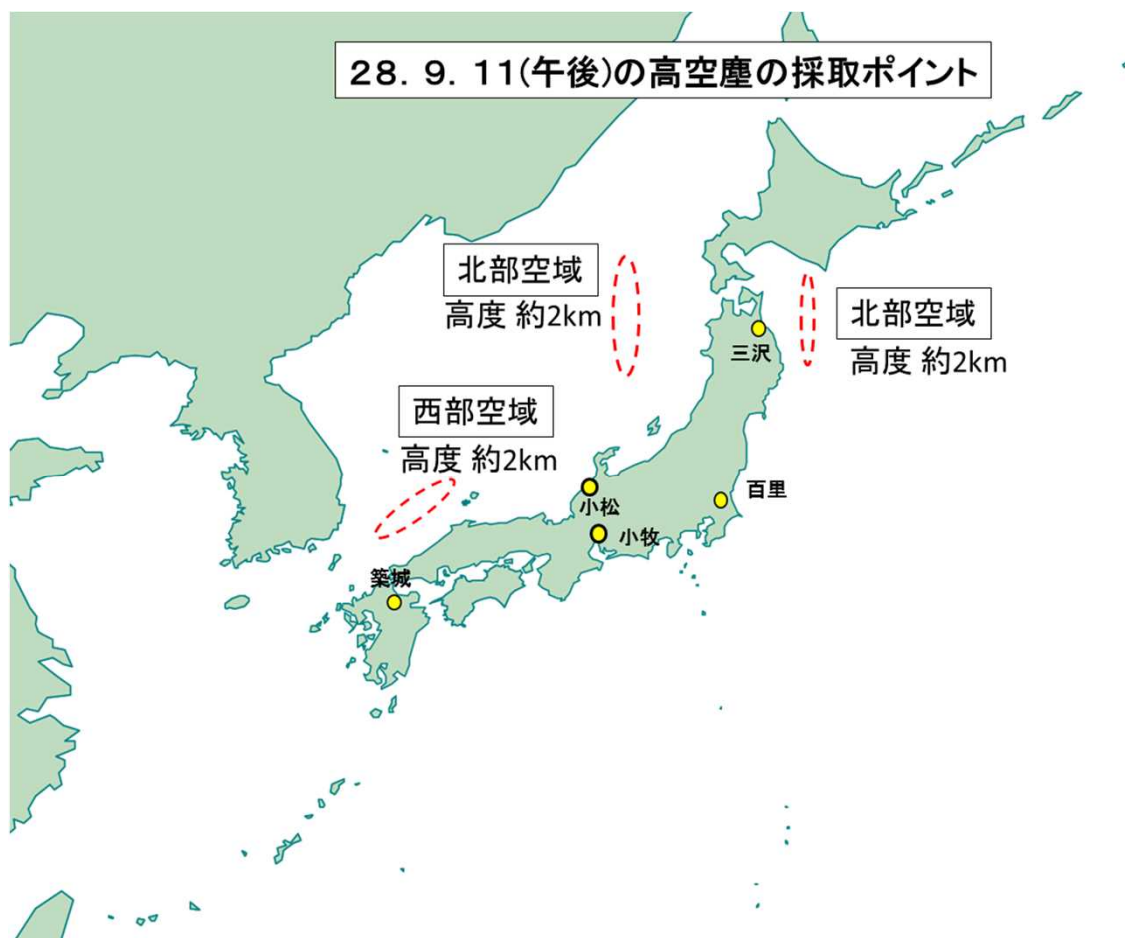 ２８．９．１１(午後)の高空塵の採取ポイント
北部空域
高度 約2km
北部空域
高度 約2km
三沢
西部空域
高度 約2km
百里
小松
小牧
築城